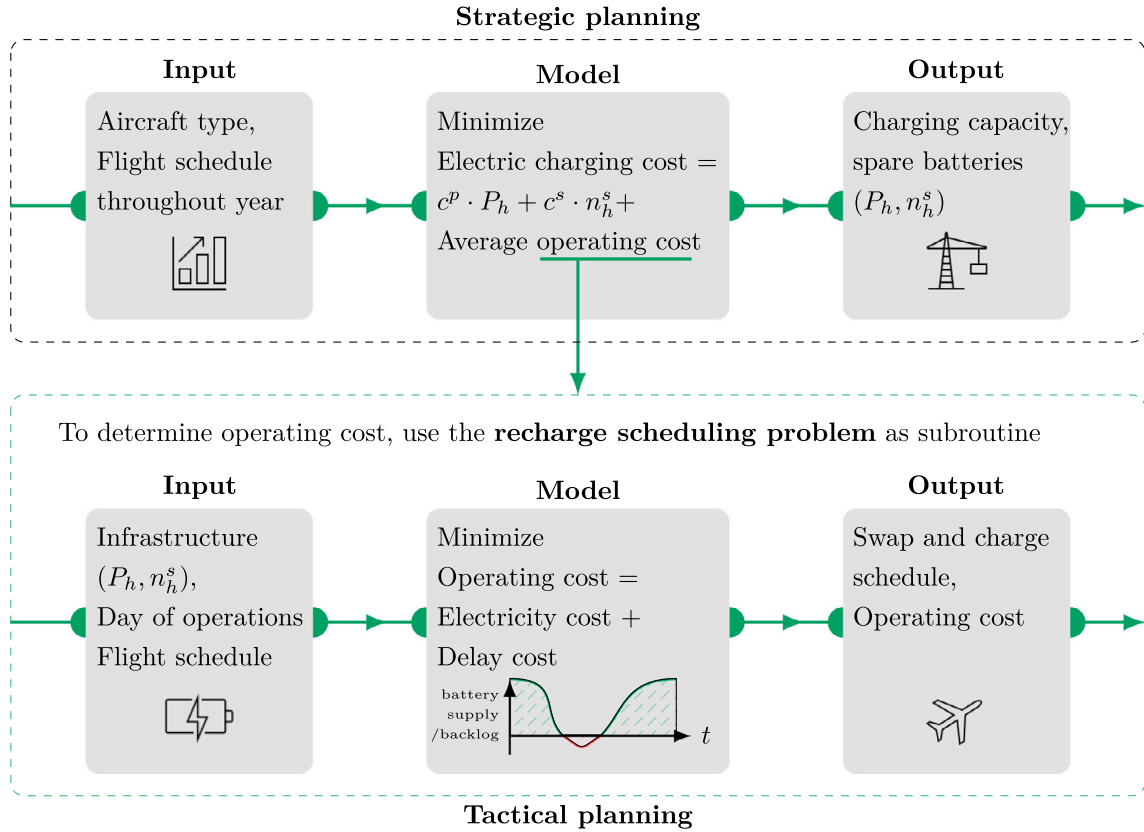 Strategic planning
Input
Aircraft type,
Flight schedule
throughout year
Model
Minimize
Electric charging cost =
c^p · P_h + c^s · n_h^s+
Average operating cost
Output
Charging capacity,
spare batteries
(P_h, n_h^s)
To determine operating cost, use the recharge scheduling problem as subroutine
Input
Infrastructure
(P_h, n_h^s),
Day of operations
Flight schedule
Model
Minimize
Operating cost =
Electricity cost +
Delay cost
battery
supply
/backlog
t
Output
Swap and charge
schedule,
Operating cost
Tactical planning